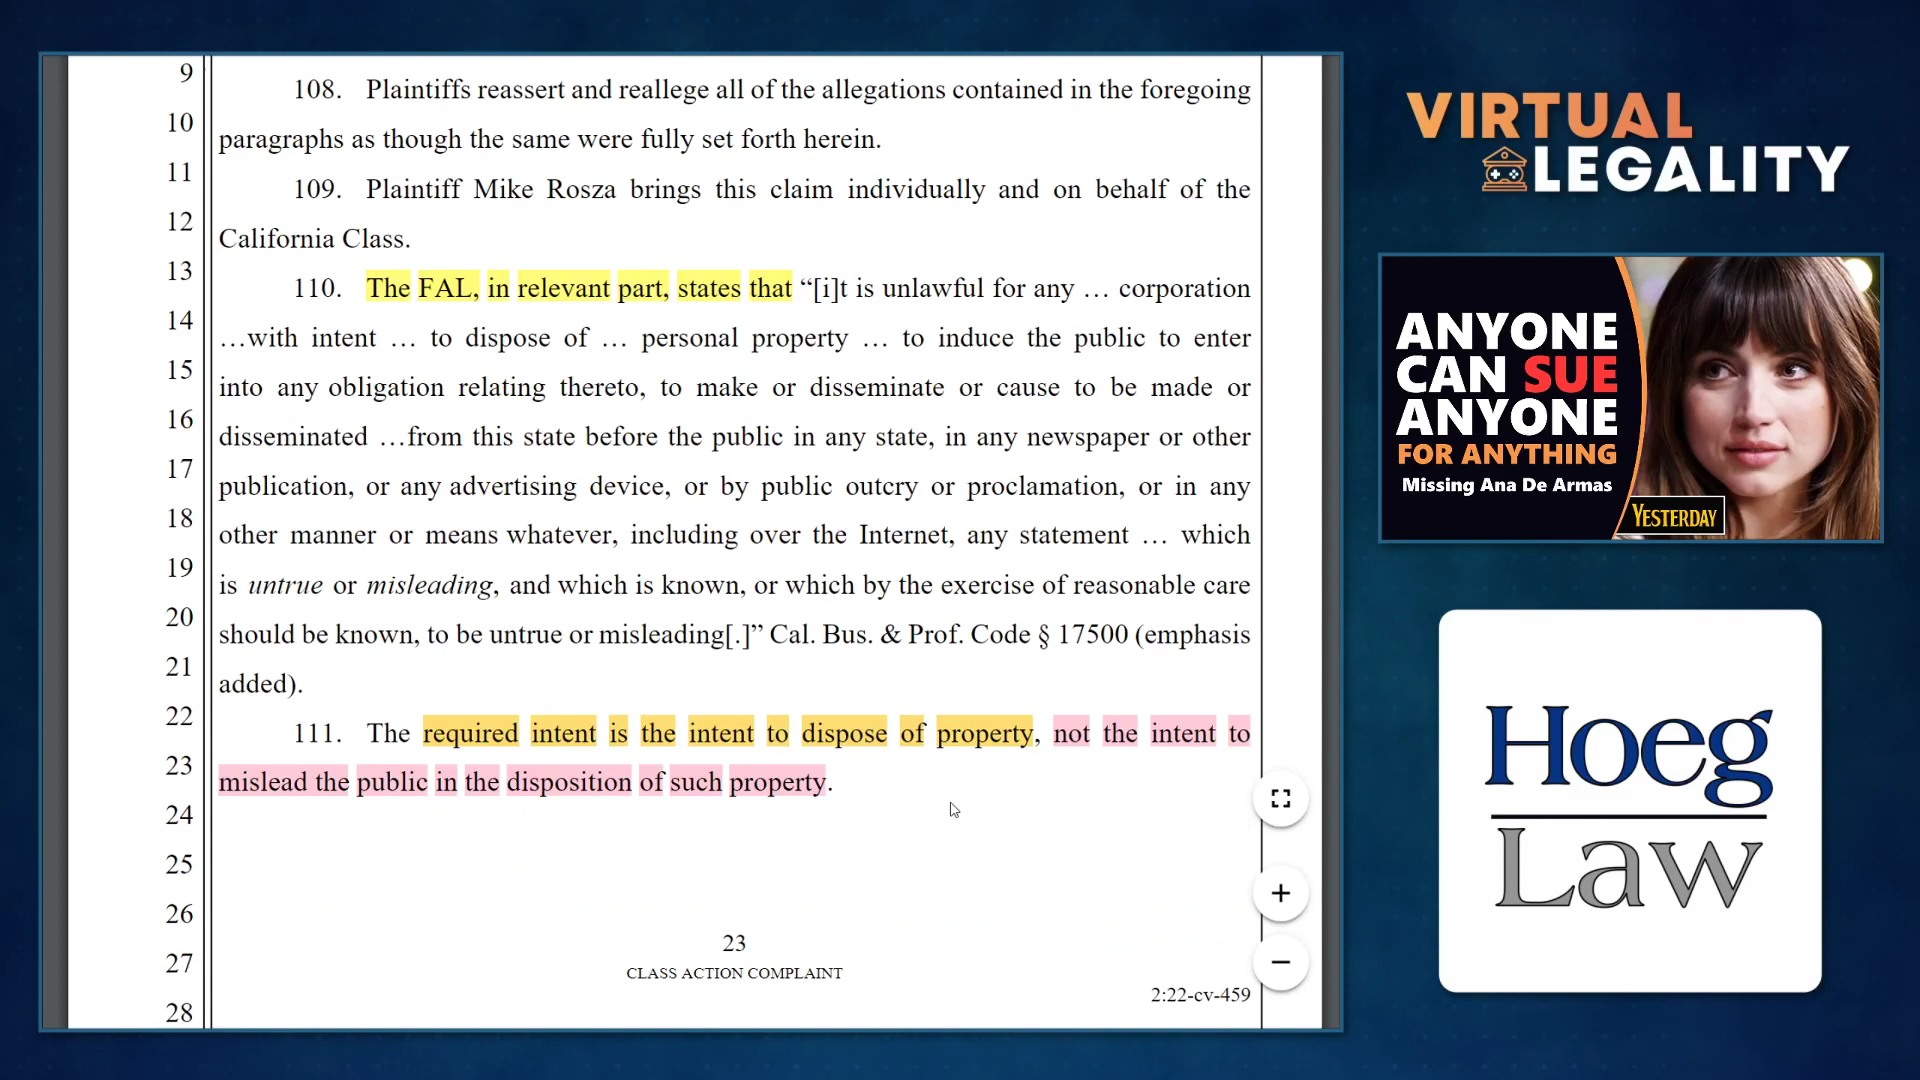 9
108. Plaintiffs reassert and reallege all of the allegations contained in the foregoing
10
paragraphs as though the same were fully set forth herein.
11
109. Plaintiff Mike Rosza brings this claim individually and on behalf of the
12
California Class.
13
110. The FAL, in relevant part, states that “[i]t is unlawful for any … corporation
14
…with intent … to dispose of … personal property … to induce the public to enter
15
into any obligation relating thereto, to make or disseminate or cause to be made or
16
disseminated …from this state before the public in any state, in any newspaper or other
17
publication, or any advertising device, or by public outcry or proclamation, or in any
18
other manner or means whatever, including over the Internet, any statement … which
19
is untrue or misleading, and which is known, or which by the exercise of reasonable care
20
should be known, to be untrue or misleading[.]” Cal. Bus. & Prof. Code § 17500 (emphasis
21
added).
22
111. The required intent is the intent to dispose of property, not the intent to
23
mislead the public in the disposition of such property.
24
25
26
23
27
CLASS ACTION COMPLAINT
2:22-cv-459
28
VIRTUAL
LEGALITY
ANYONE
CAN SUE
ANYONE
FOR ANYTHING
Missing Ana De Armas
YESTERDAY
Hoeg
Law